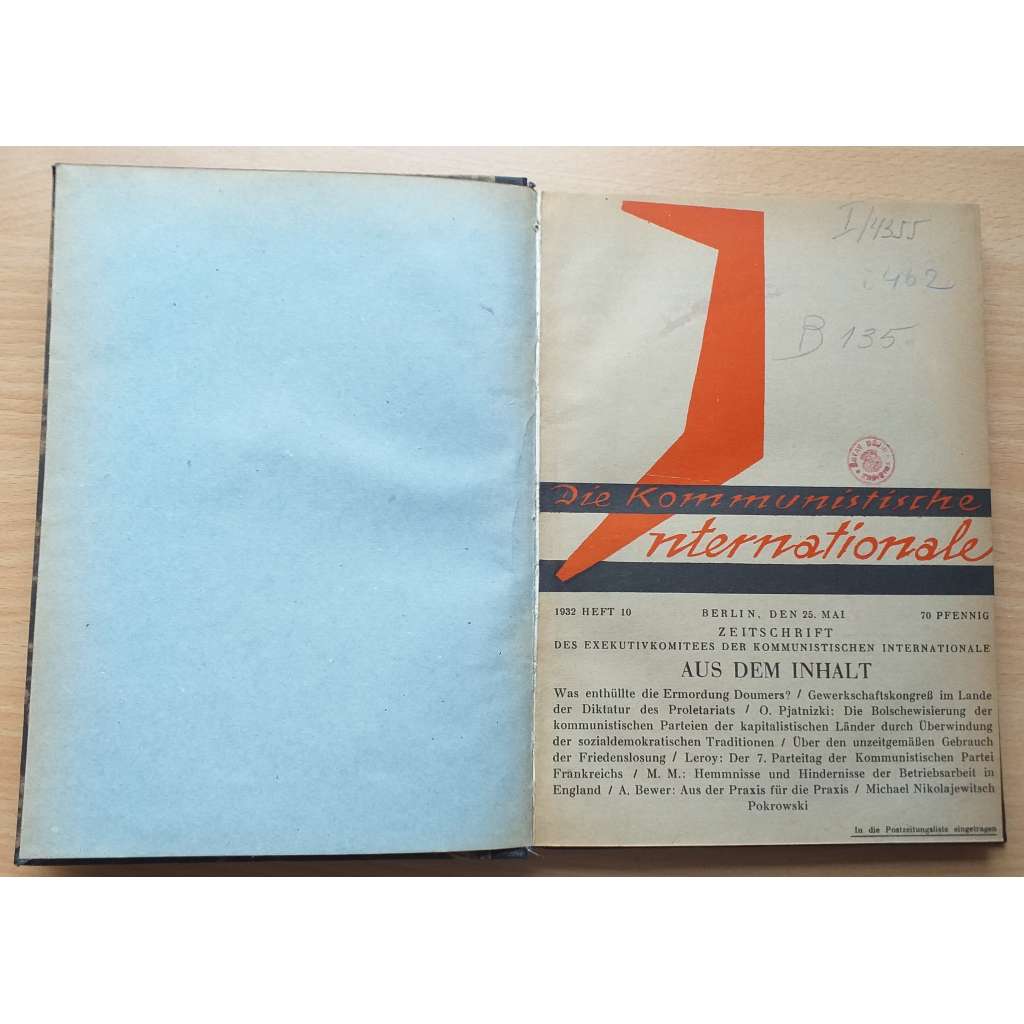 I/4355
462
B 135
Die Kommunistische
Internationale
1932 HEFT 10 BERLIN, DEN 25. MAI 70 PFENNIG
ZEITSCHRIFT
DES EXEKUTIVKOMITEES DER KOMMUNISTISCHEN INTERNATIONALE
AUS DEM INHALT
Was enthüllte die Ermordung Doumers? / Gewerkschaftskongreß im Lande
der Diktatur des Proletariats / O. Pjatnizki: Die Bolschewisierung der
kommunistischen Parteien der kapitalistischen Länder durch Überwindung
der sozialdemokratischen Traditionen / Über den unzeitgemäßen Gebrauch
der Friedenslosung / Leroy: Der 7. Parteitag der Kommunistischen Partei
Frankreichs / M. M.: Hemmnisse und Hindernisse der Betriebsarbeit in
England / A. Bewer: Aus der Praxis für die Praxis / Michael Nikolajewitsch
Pokrowski
In die Postzeitungsliste eingetragen